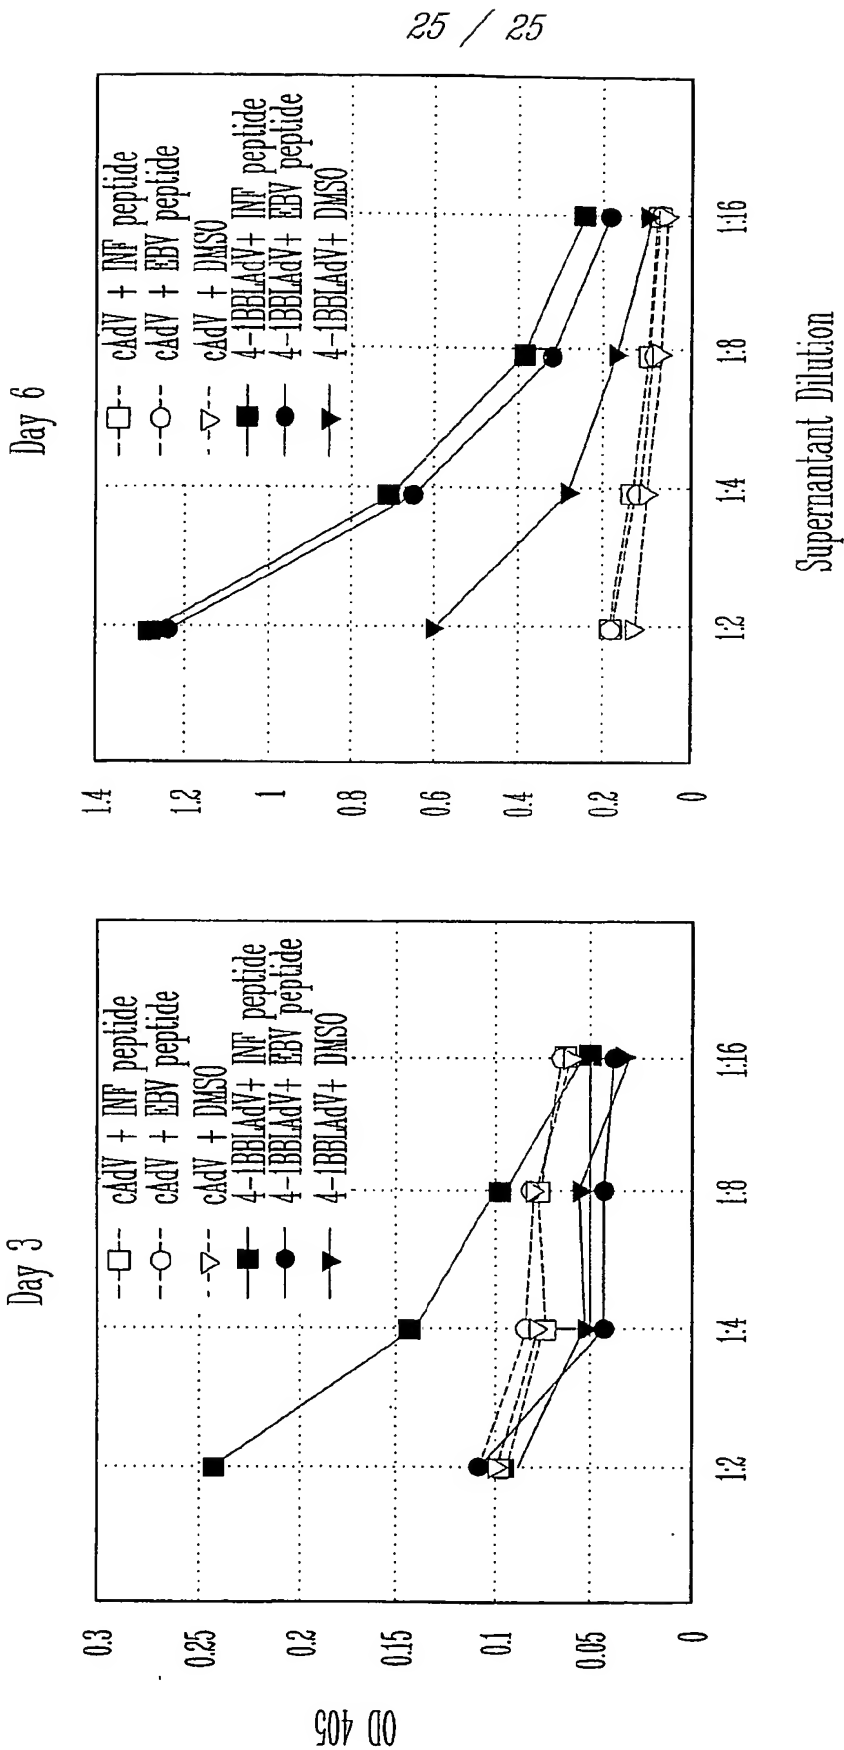 25 / 25
Day 3
0.3
0.25
0.2
0.15
0.1
0.05
0
OD 405
1:2
1:4
1:8
1:16
cAdV + INF peptide
cAdV + EBV peptide
cAdV + DMSO
4-1BBLAdV+ INF peptide
4-1BBLAdV+ EBV peptide
4-1BBLAdV+ DMSO
Day 6
1.4
1.2
1
0.8
0.6
0.4
0.2
0
1:2
1:4
1:8
1:16
cAdV + INF peptide
cAdV + EBV peptide
cAdV + DMSO
4-1BBLAdV+ INF peptide
4-1BBLAdV+ EBV peptide
4-1BBLAdV+ DMSO
Supernantant Dilution